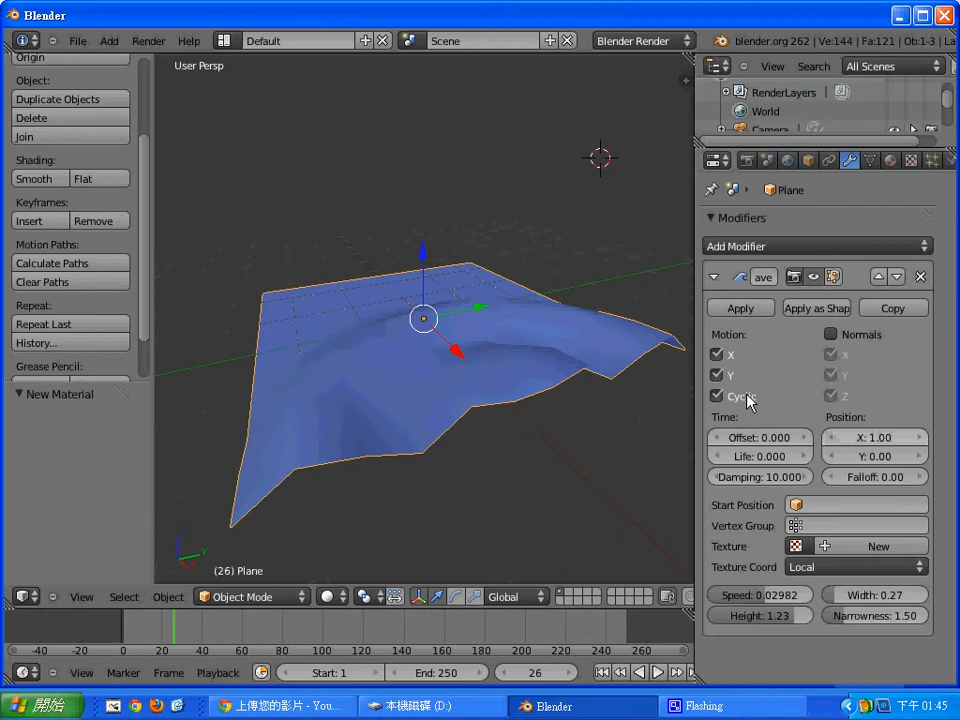 Blender
File Add Render Help Default Scene Blender Render blender.org 262 | Ve:144 | Fa:121 | Ob:1-3 | La
Origin
Object:
Duplicate Objects
Delete
Join
Shading:
Smooth Flat
Keyframes:
Insert Remove
Motion Paths:
Calculate Paths
Clear Paths
Repeat:
Repeat Last
History...
Grease Pencil:
New Material
User Persp
(26) Plane
View Search All Scenes
RenderLayers
World
Camera
Plane
Modifiers
Add Modifier
ave
Apply Apply as Shap Copy
Motion: Normals
X X
Y Y
Cyclic Z
Time: Position:
Offset: 0.000 X: 1.00
Life: 0.000 Y: 0.00
Damping: 10.000 Falloff: 0.00
Start Position
Vertex Group
Texture New
Texture Coord Local
Speed: 0.02982 Width: 0.27
Height: 1.23 Narrowness: 1.50
View Select Object Object Mode Global
-40 -20 0 20 40 60 80 100 120 140 160 180 200 220 240 260
View Marker Frame Playback Start: 1 End: 250 26
開始 上傳您的影片 - You... 本機磁碟 (D:) Blender Flashing 下午 01:45